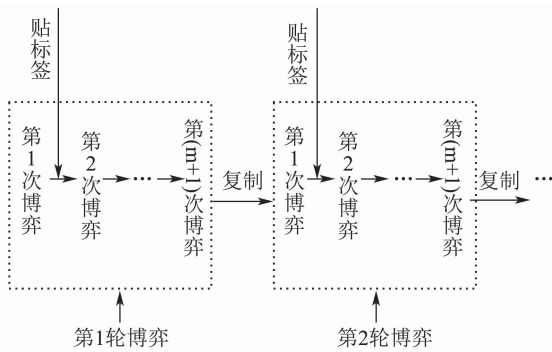 贴标签
贴标签
第1次博弈
第2次博弈
···
第(m+1)次博弈
复制
第1次博弈
第2次博弈
···
第(m+1)次博弈
复制
···
第1轮博弈
第2轮博弈